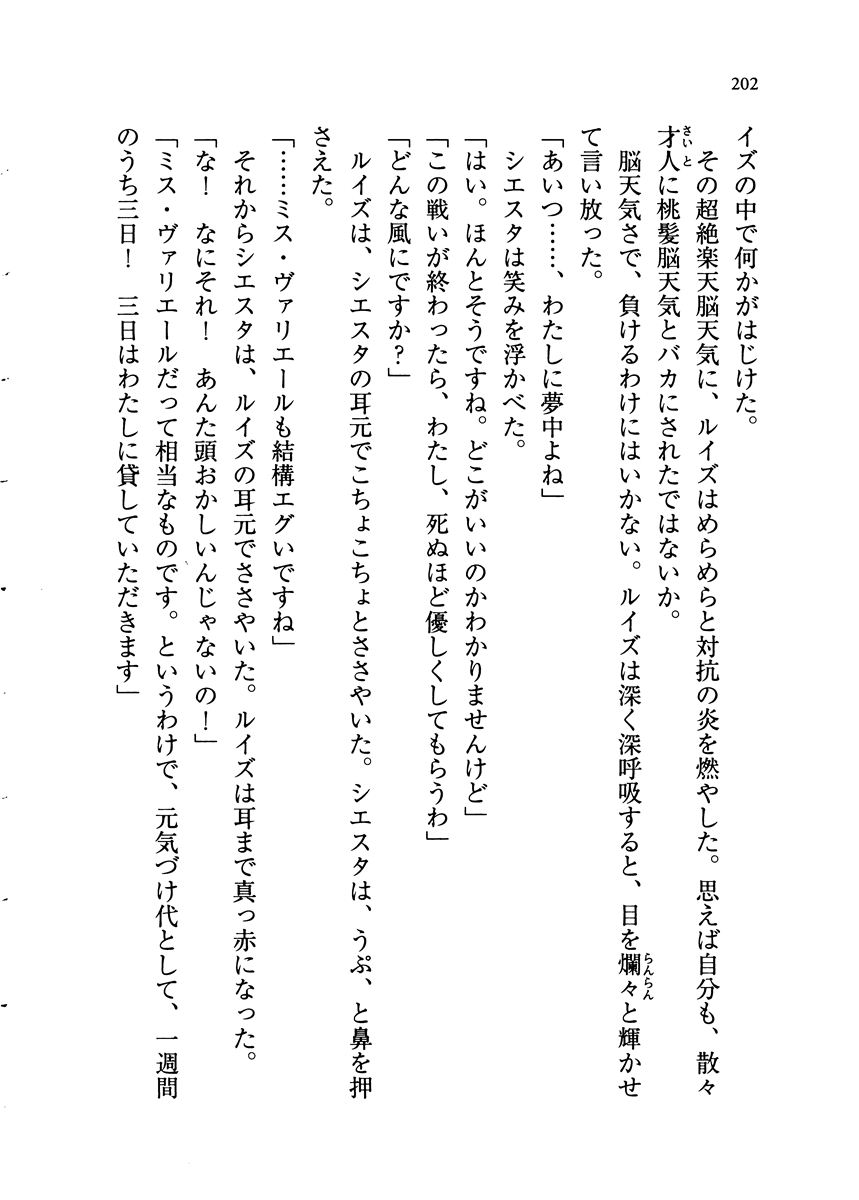 202
イズの中で何かがはじけた。
その超絶楽天脳天気に、ルイズはめらめらと対抗の炎を燃やした。思えば自分も、散々
才人に桃髪脳天気とバカにされたではないか。
さいと
脳天気さで、負けるわけにはいかない。ルイズは深く深呼吸すると、目を爛々と輝かせ
らんらん
て言い放った。
「あいつ……、わたしに夢中よね」
シエスタは笑みを浮かべた。
「はい。ほんとそうですね。どこがいいのかわかりませんけど」
「この戦いが終わったら、わたし、死ぬほど優しくしてもらうわ」
「どんな風にですか？」
ルイズは、シエスタの耳元でこちょこちょとささやいた。シエスタは、うぷ、と鼻を押
さえた。
「……ミス・ヴァリエールも結構エグいですね」
それからシエスタは、ルイズの耳元でささやいた。ルイズは耳まで真っ赤になった。
「な！　なにそれ！　あんた頭おかしいんじゃないの！」
「ミス・ヴァリエールだって相当なものです。というわけで、元気づけ代として、一週間
のうち三日！　三日はわたしに貸していただきます」